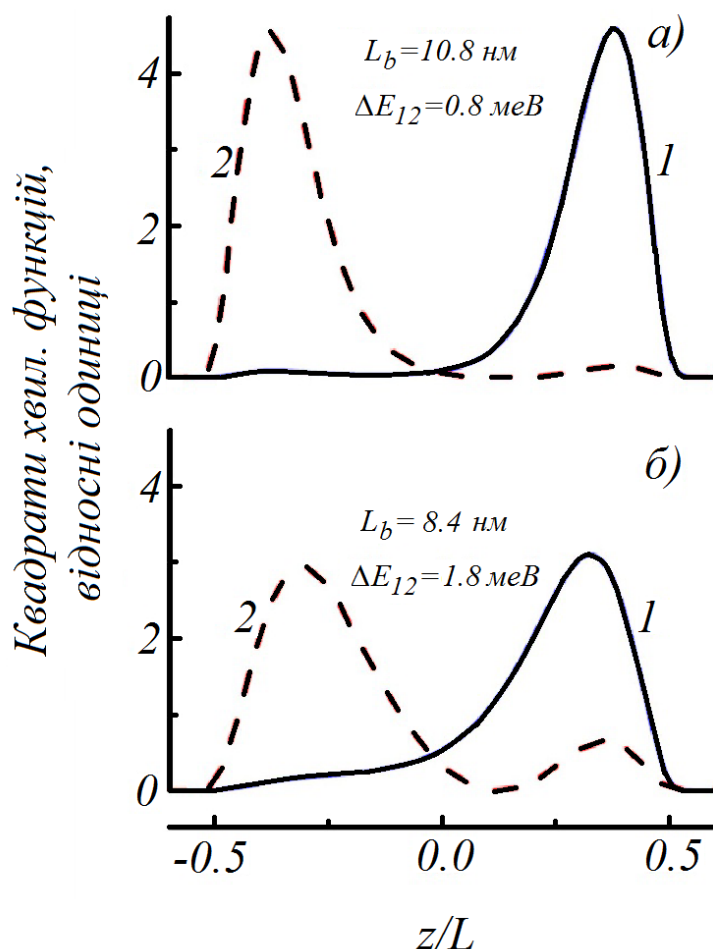 Квадрати хвил. функцій,
відносні одиниці
а)
L_b=10.8 нм
ΔE_12=0.8 меВ
4
2
0
2
1
б)
L_b= 8.4 нм
ΔE_12=1.8 меВ
4
2
0
2
1
-0.5 0.0 0.5
z/L